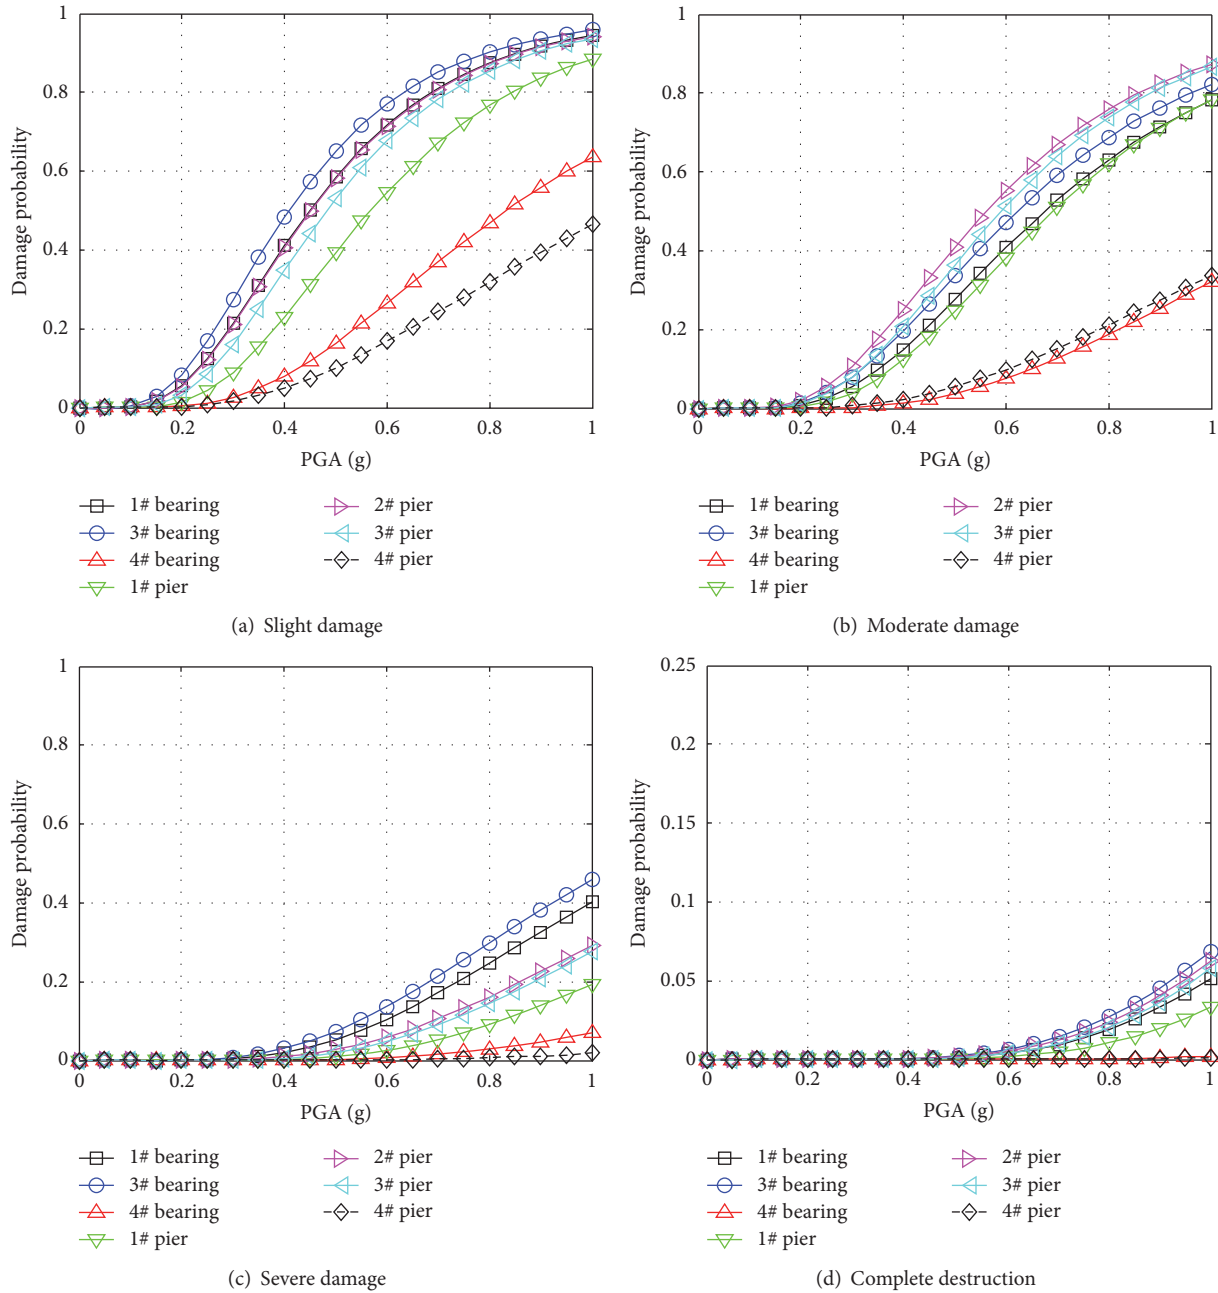 1
0.8
0.6
0.4
0.2
0
Damage probability
0 0.2 0.4 0.6 0.8 1
PGA (g)
1# bearing
3# bearing
4# bearing
1# pier
2# pier
3# pier
4# pier
(a) Slight damage
1
0.8
0.6
0.4
0.2
0
Damage probability
0 0.2 0.4 0.6 0.8 1
PGA (g)
1# bearing
3# bearing
4# bearing
1# pier
2# pier
3# pier
4# pier
(b) Moderate damage
1
0.8
0.6
0.4
0.2
0
Damage probability
0 0.2 0.4 0.6 0.8 1
PGA (g)
1# bearing
3# bearing
4# bearing
1# pier
2# pier
3# pier
4# pier
(c) Severe damage
0.25
0.2
0.15
0.1
0.05
0
Damage probability
0 0.2 0.4 0.6 0.8 1
PGA (g)
1# bearing
3# bearing
4# bearing
1# pier
2# pier
3# pier
4# pier
(d) Complete destruction